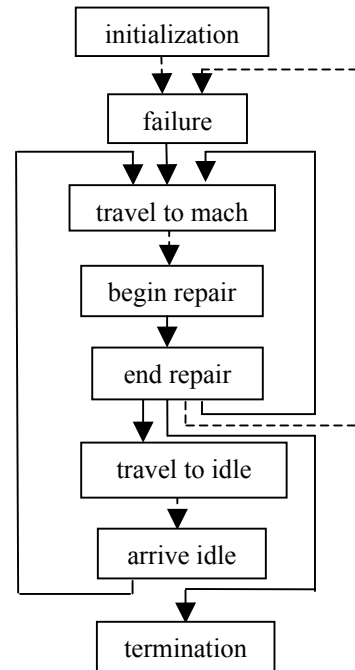 initialization
failure
travel to mach
begin repair
end repair
travel to idle
arrive idle
termination